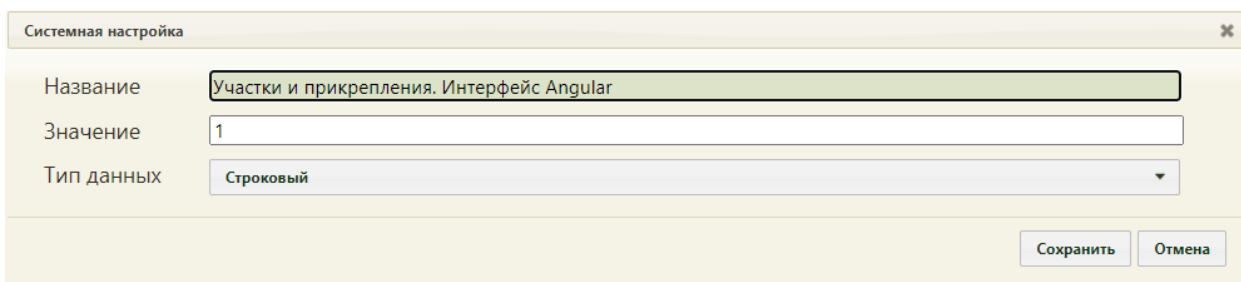 Системная настройка
Название Участки и прикрепления. Интерфейс Angular
Значение 1
Тип данных Строковый
Сохранить Отмена